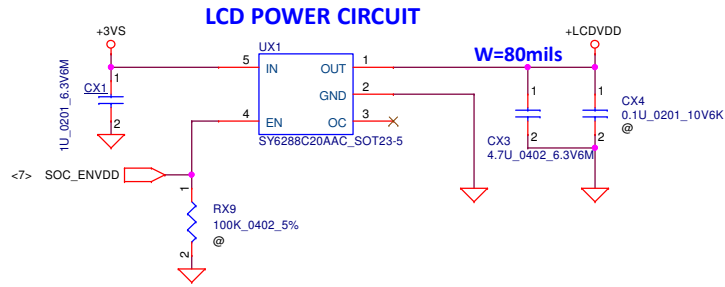 LCD POWER CIRCUIT
+3VS
+LCDVDD
UX1
W=80mils
5
IN
OUT
1
1
CX1
2
1U_0201_6.3V6M
GND
2
4
EN
OC
3
SY6288C20AAC_SOT23-5
1
2
CX3
4.7U_0402_6.3V6M
1
2
CX4
0.1U_0201_10V6K
@
<7>
SOC_ENVDD
1
RX9
100K_0402_5%
@
2